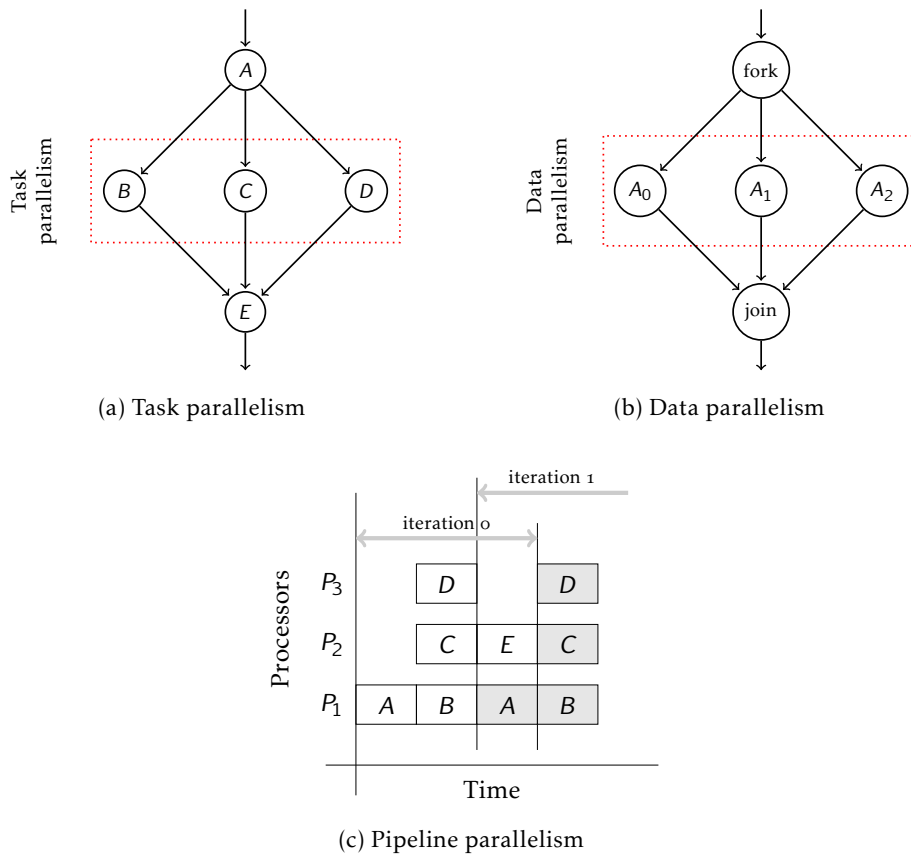 A
Task
parallelism
B
C
D
E
(a) Task parallelism
fork
Data
parallelism
A0
A1
A2
join
(b) Data parallelism
iteration 1
iteration 0
Processors
P3
D
D
P2
C
E
C
P1
A
B
A
B
Time
(c) Pipeline parallelism